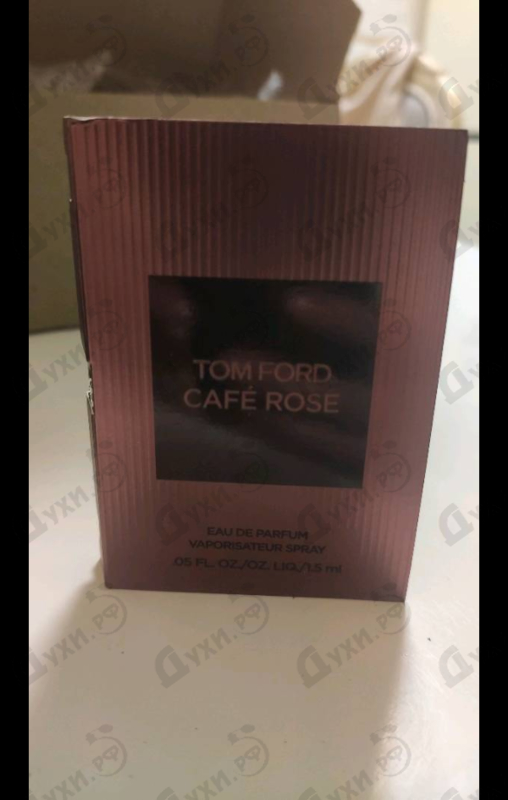 TOM FORD
CAFÉ ROSE
EAU DE PARFUM
VAPORISATEUR SPRAY
.05 FL. OZ./OZ. LIQ./1.5 ml
Духи.рф